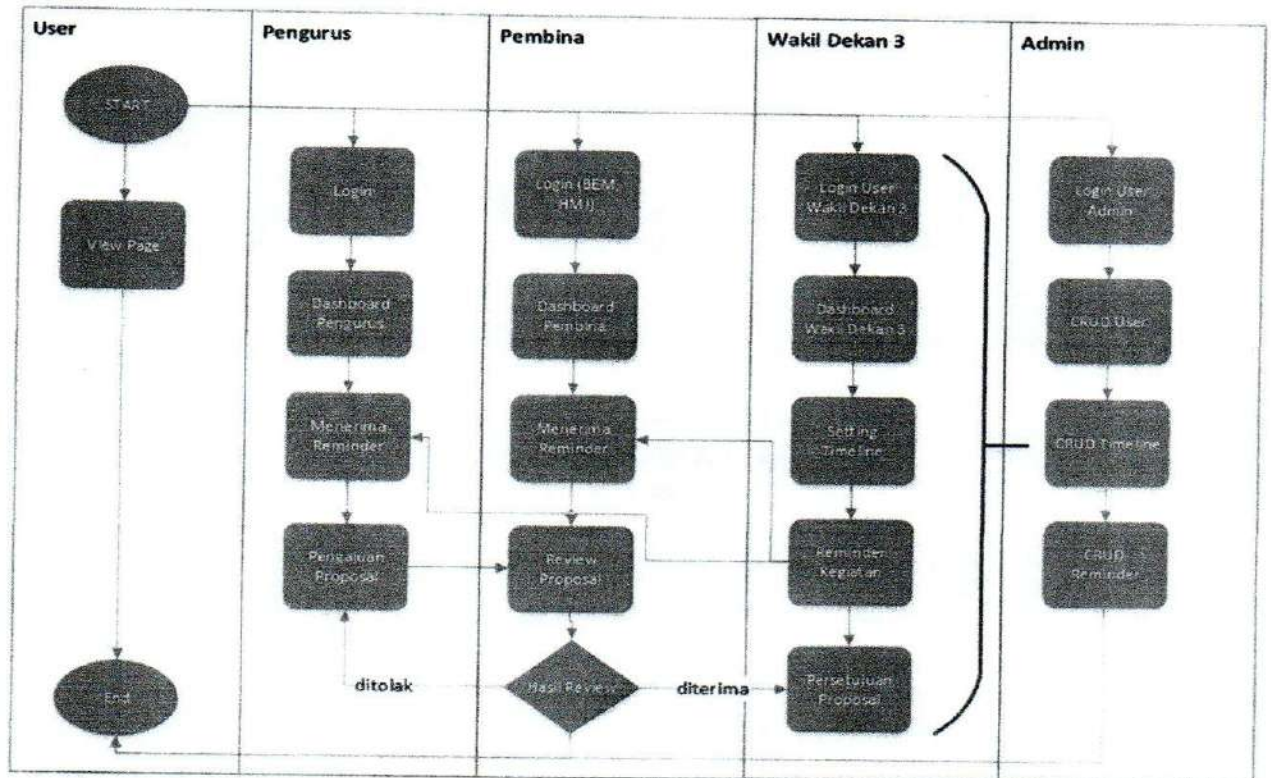 User
Pengurus
Pembina
Wakil Dekan 3
Admin
START
View Page
End
Login
Dashboard
Pengurus
Menerima
Reminder
Pengajuan
Proposal
ditolak
Login (BEM,
HMJ)
Dashboard
Pembina
Menerima
Reminder
Review
Proposal
Hasil Review
diterima
Login User
Wakil Dekan 3
Dashboard
Wakil Dekan 3
Setting
Timeline
Reminder
Kegiatan
Persetujuan
Proposal
Login User
Admin
CRUD User
CRUD Timeline
CRUD
Reminder